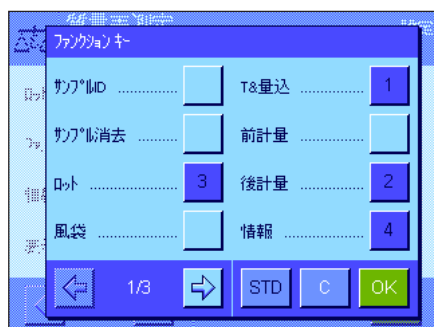 ファンクション キー
サンプルID ............. 
T&量込 ............. 1
サンプル消去 .........
前計量 .............
ロット ................... 3
後計量 ............. 2
風袋 ...................
情報 ................ 4
1/3
STD
C
OK